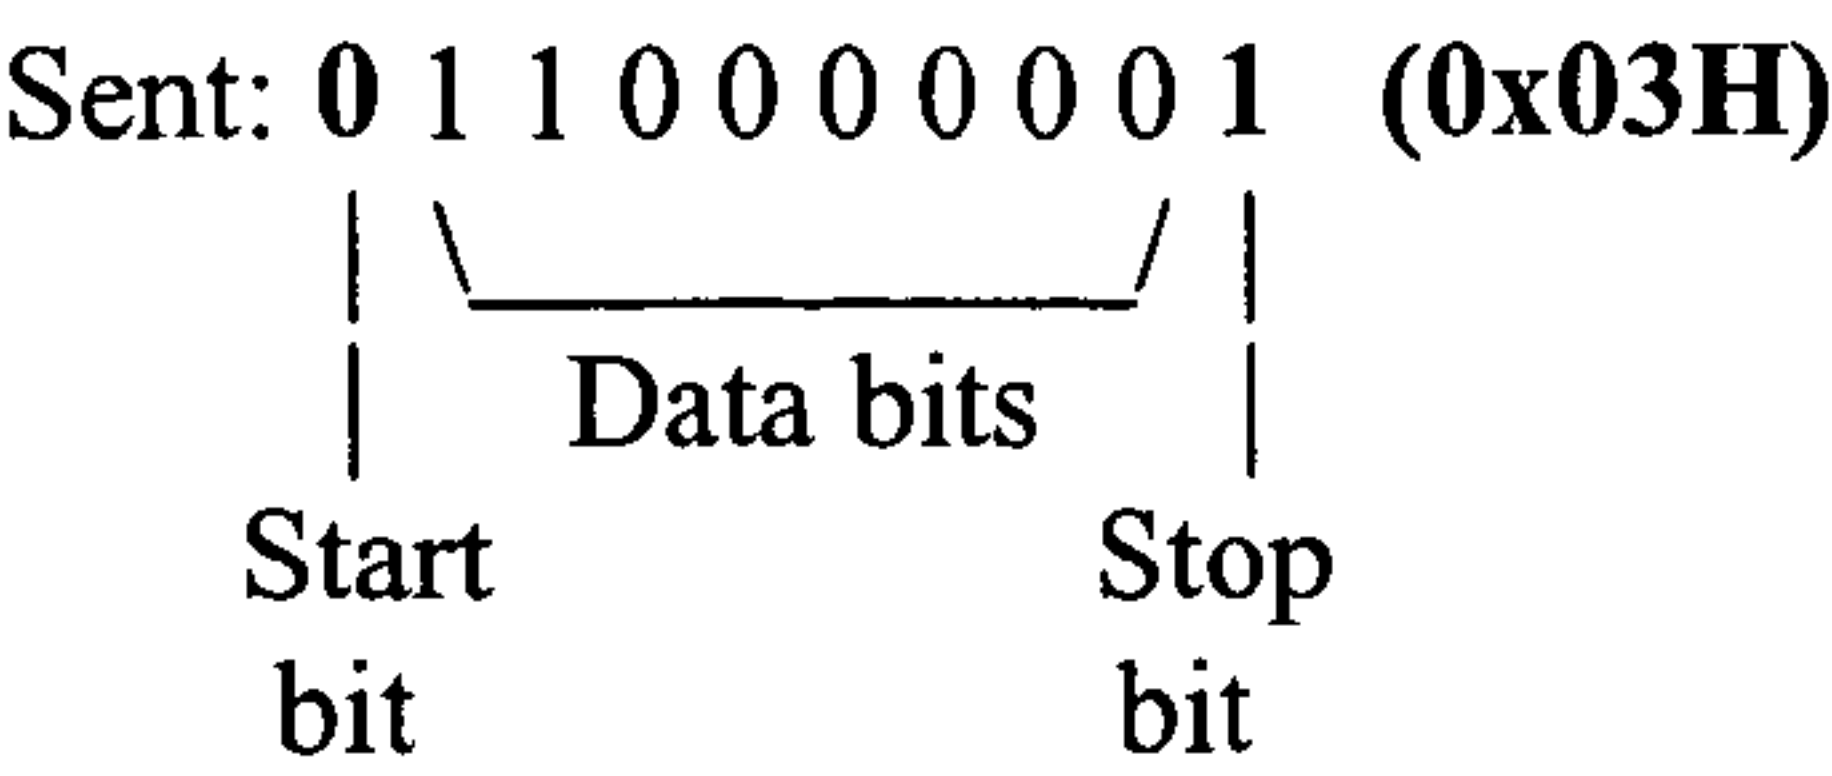 Sent: 0 1 1 0 0 0 0 0 0 1 (0x03H)
Data bits
Start Stop
bit bit